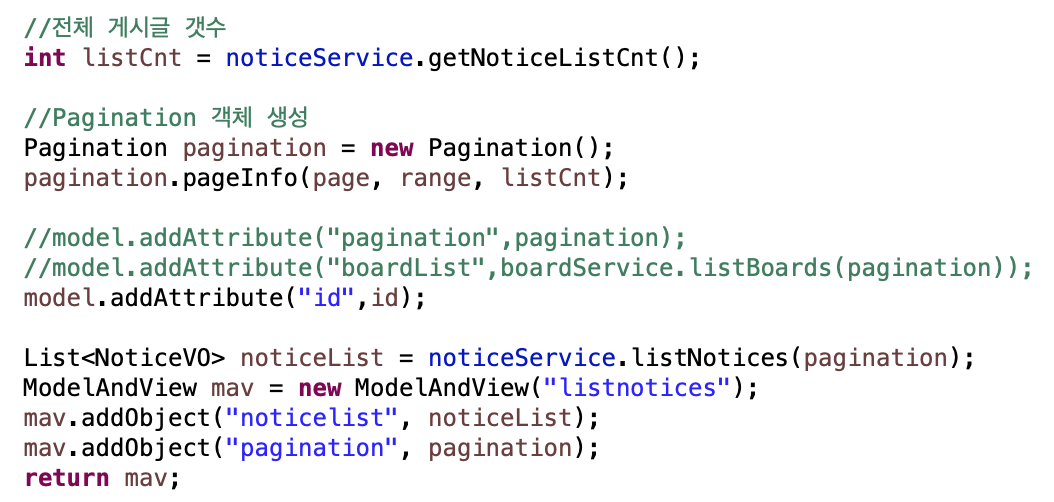 //전체 게시글 갯수
int listCnt = noticeService.getNoticeListCnt();
//Pagination 객체 생성
Pagination pagination = new Pagination();
pagination.pageInfo(page, range, listCnt);
//model.addAttribute("pagination",pagination);
//model.addAttribute("boardList",boardService.listBoards(pagination));
model.addAttribute("id",id);
List<NoticeVO> noticeList = noticeService.listNotices(pagination);
ModelAndView mav = new ModelAndView("listnotices");
mav.addObject("noticelist", noticeList);
mav.addObject("pagination", pagination);
return mav;